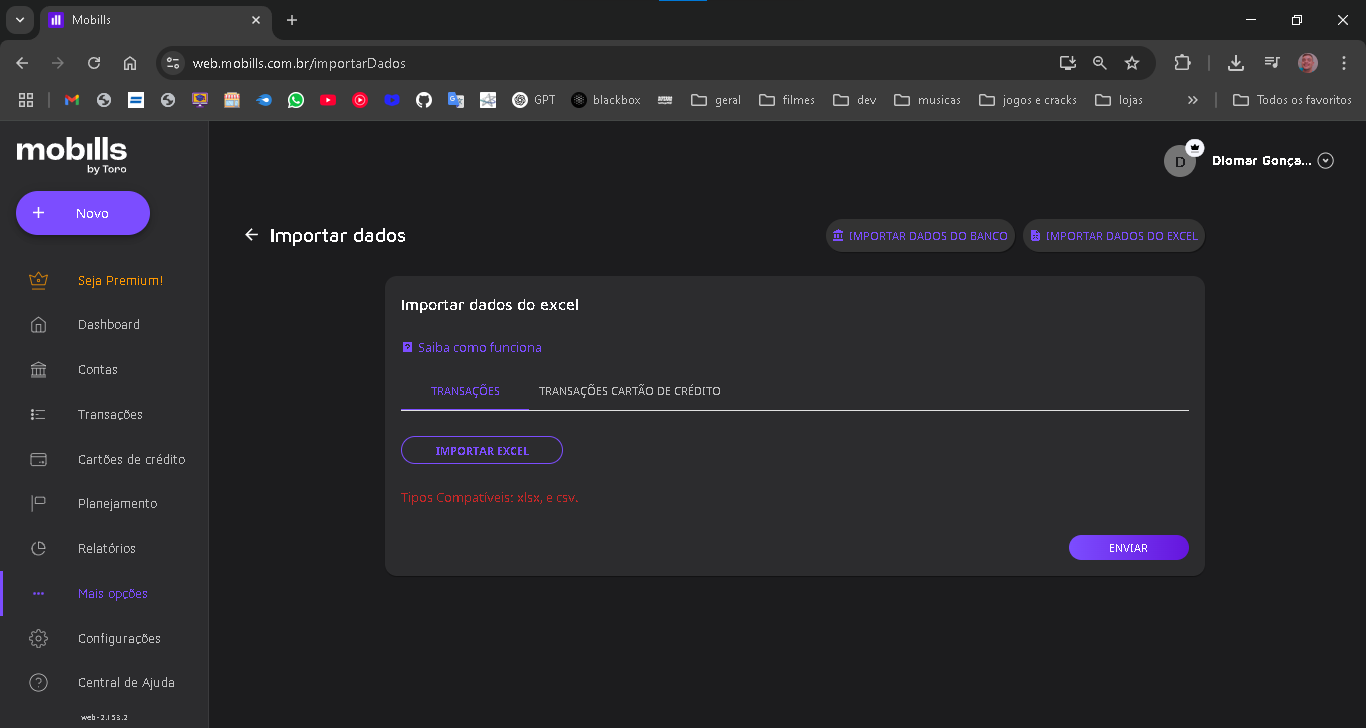 Mobills
web.mobills.com.br/importarDados
GPT
blackbox
geral
filmes
dev
musicas
jogos e cracks
lojas
Todos os favoritos
mobills
by Toro
D
Diomar Gonça...
Novo
Importar dados
IMPORTAR DADOS DO BANCO
IMPORTAR DADOS DO EXCEL
Seja Premium!
Dashboard
Contas
Transações
Cartões de crédito
Planejamento
Relatórios
Mais opções
Configurações
Central de Ajuda
web-2.153.2
Importar dados do excel
Saiba como funciona
TRANSAÇÕES
TRANSAÇÕES CARTÃO DE CRÉDITO
IMPORTAR EXCEL
Tipos Compatíveis: xlsx, e csv.
ENVIAR